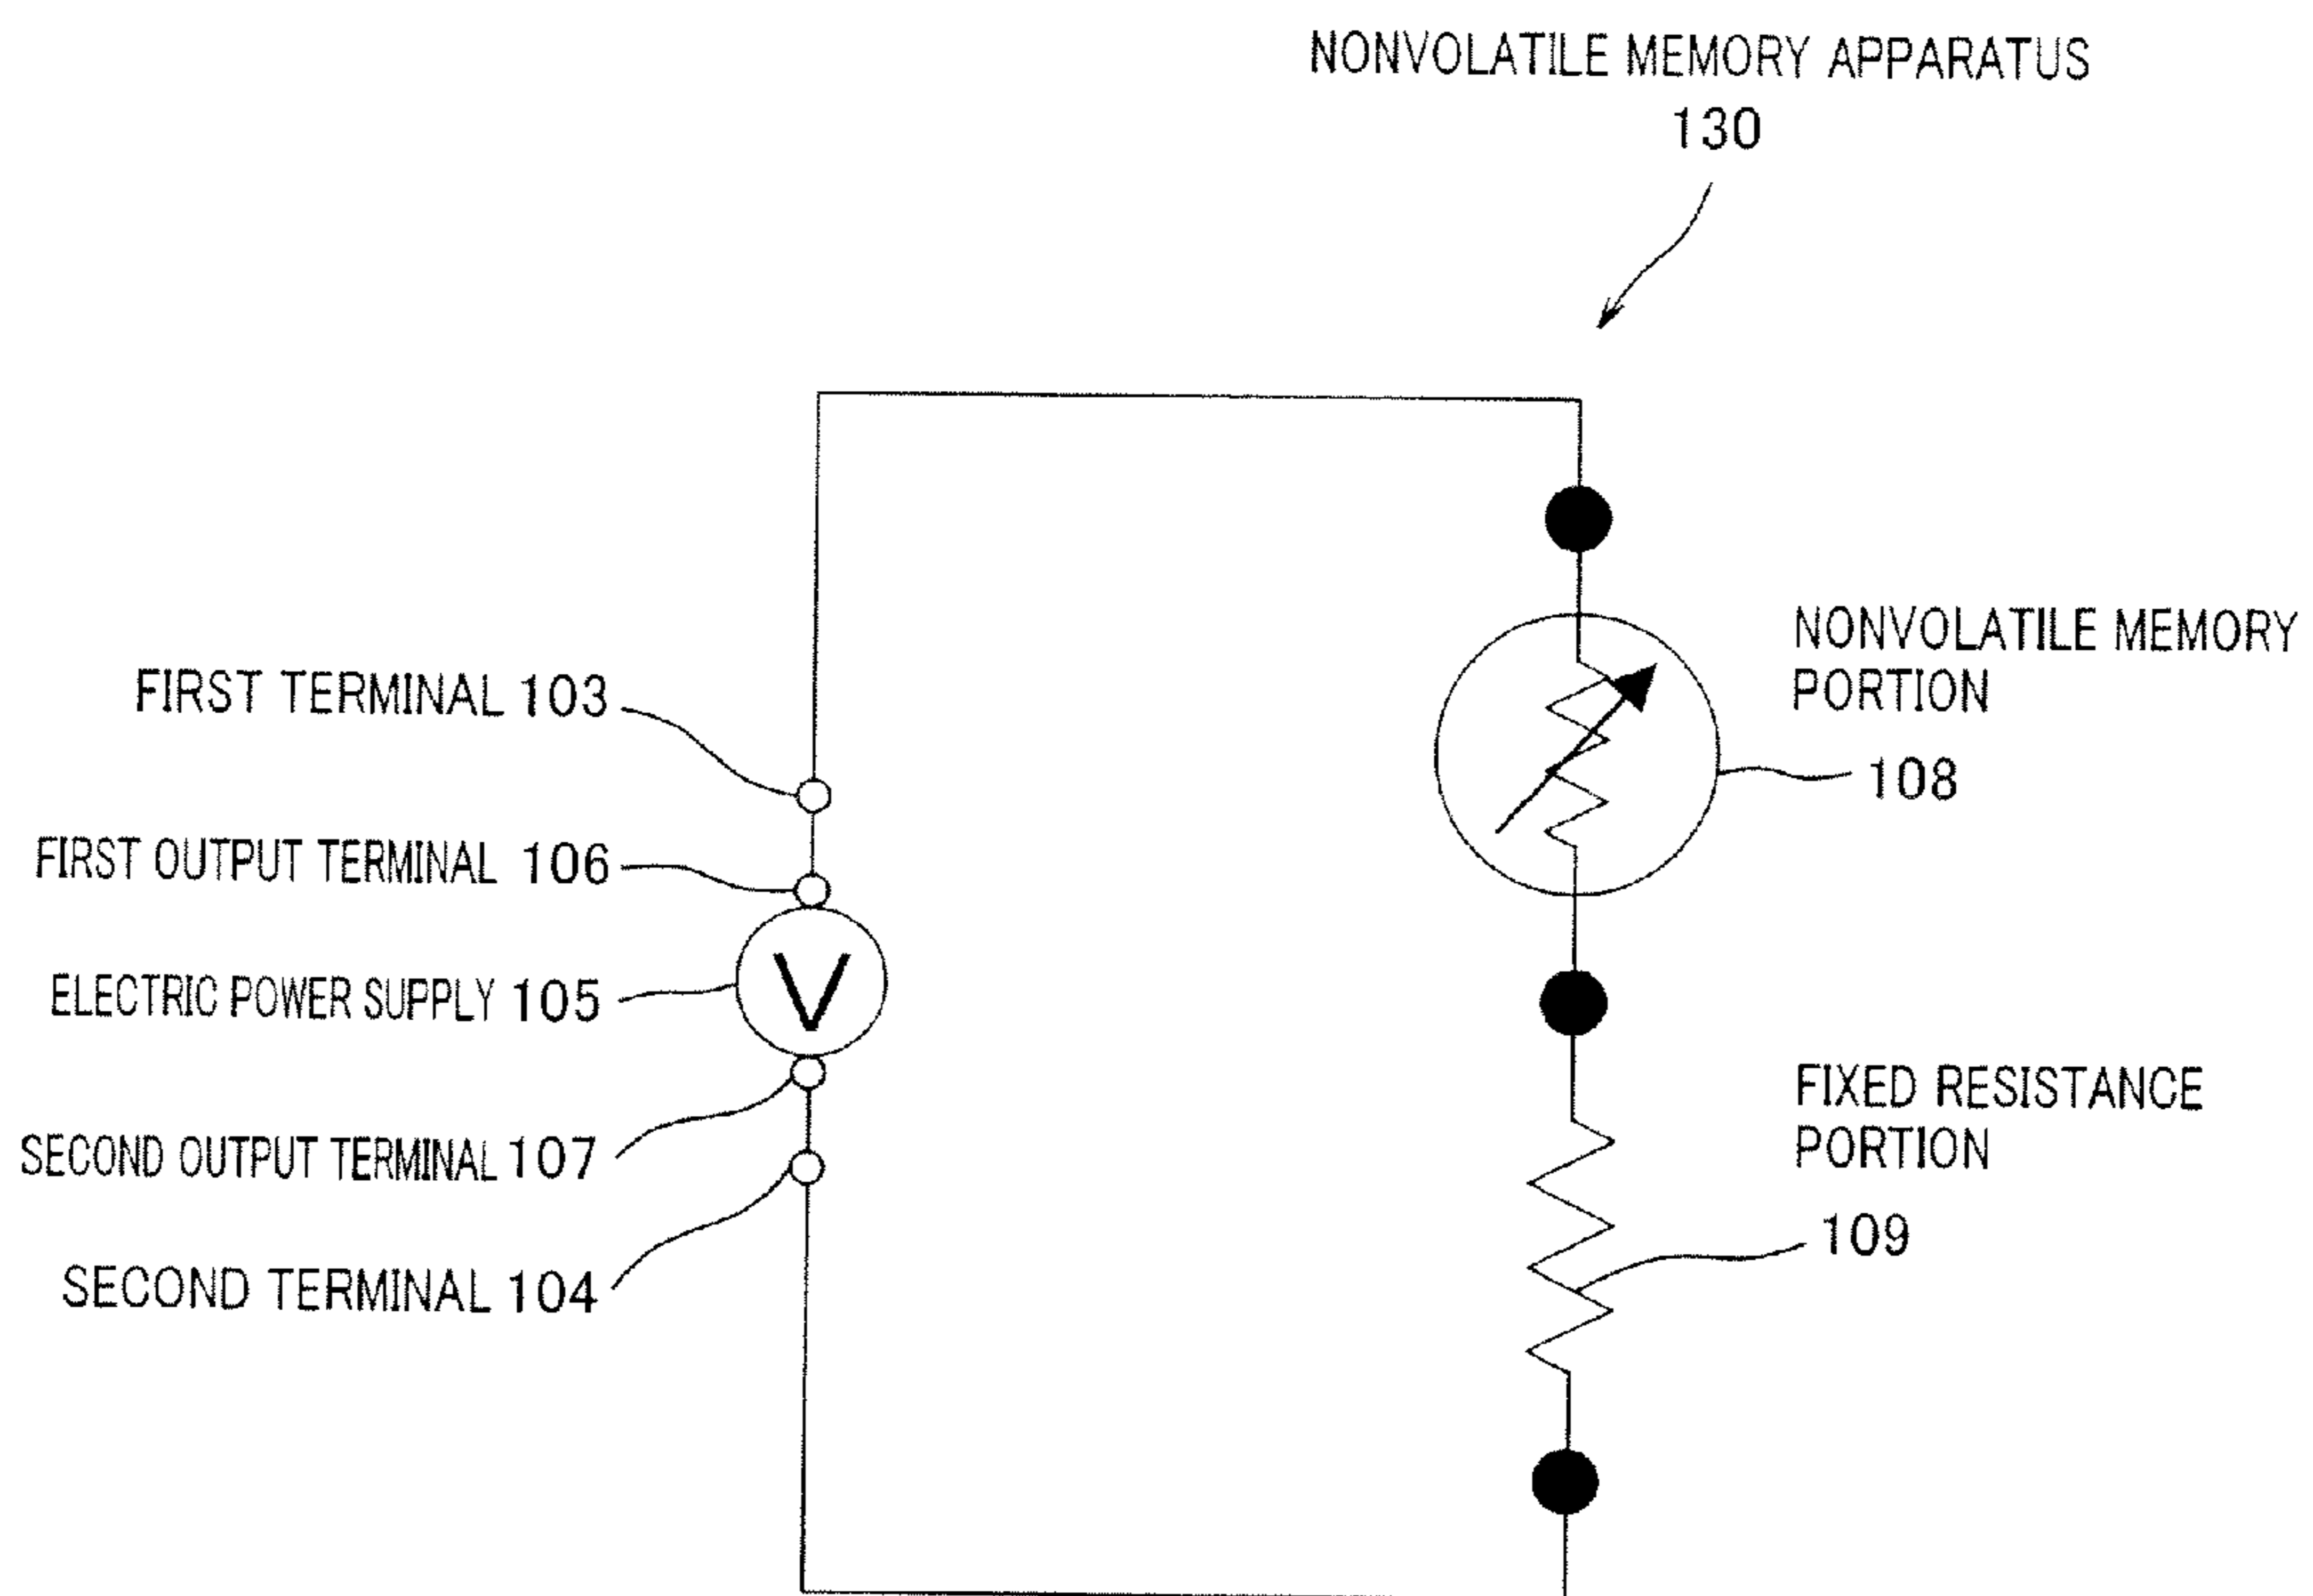 NONVOLATILE MEMORY APPARATUS
130
NONVOLATILE MEMORY
PORTION
108
FIRST TERMINAL 103
FIRST OUTPUT TERMINAL 106
ELECTRIC POWER SUPPLY 105
V
SECOND OUTPUT TERMINAL 107
SECOND TERMINAL 104
FIXED RESISTANCE
PORTION
109